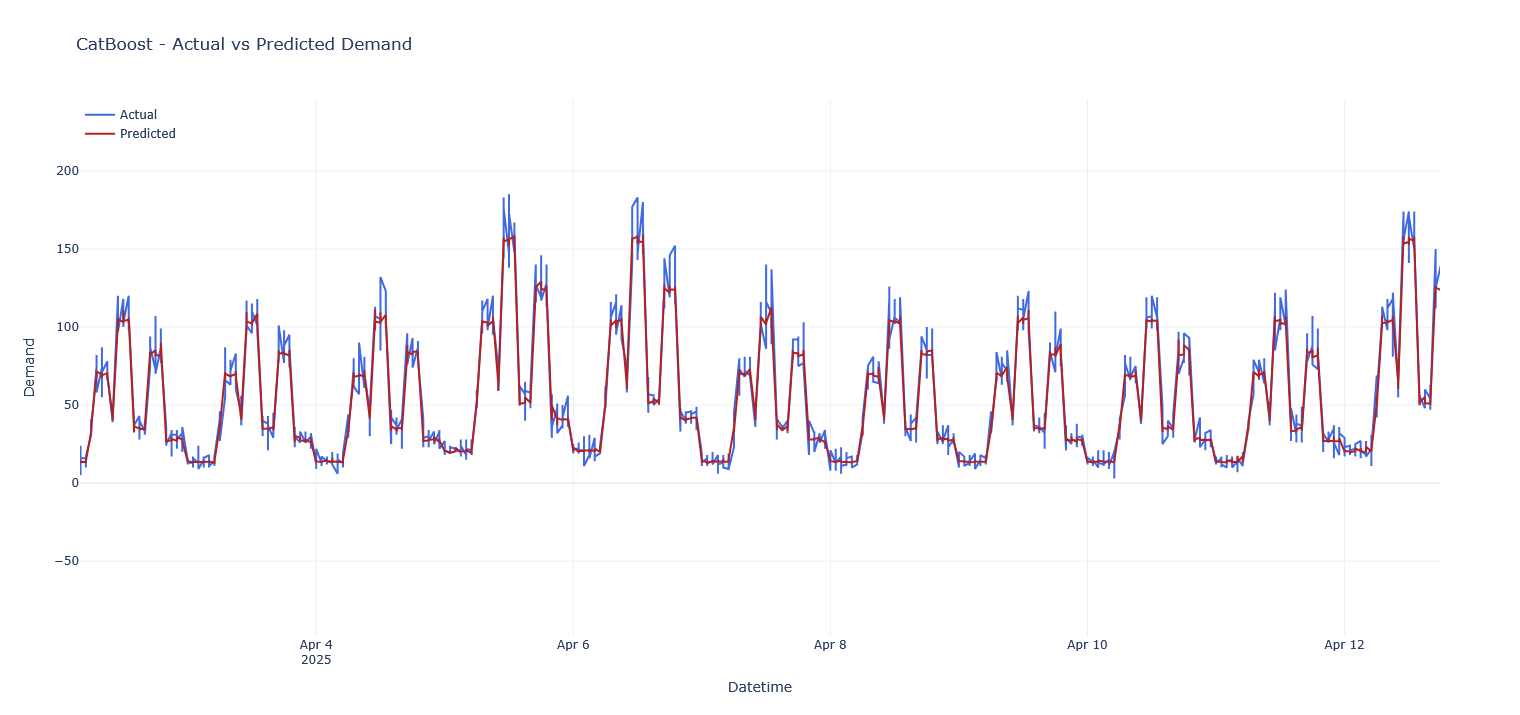 CatBoost - Actual vs Predicted Demand
Actual
Predicted
200
150
100
50
0
−50
Demand
Apr 4
2025
Apr 6
Apr 8
Apr 10
Apr 12
Datetime